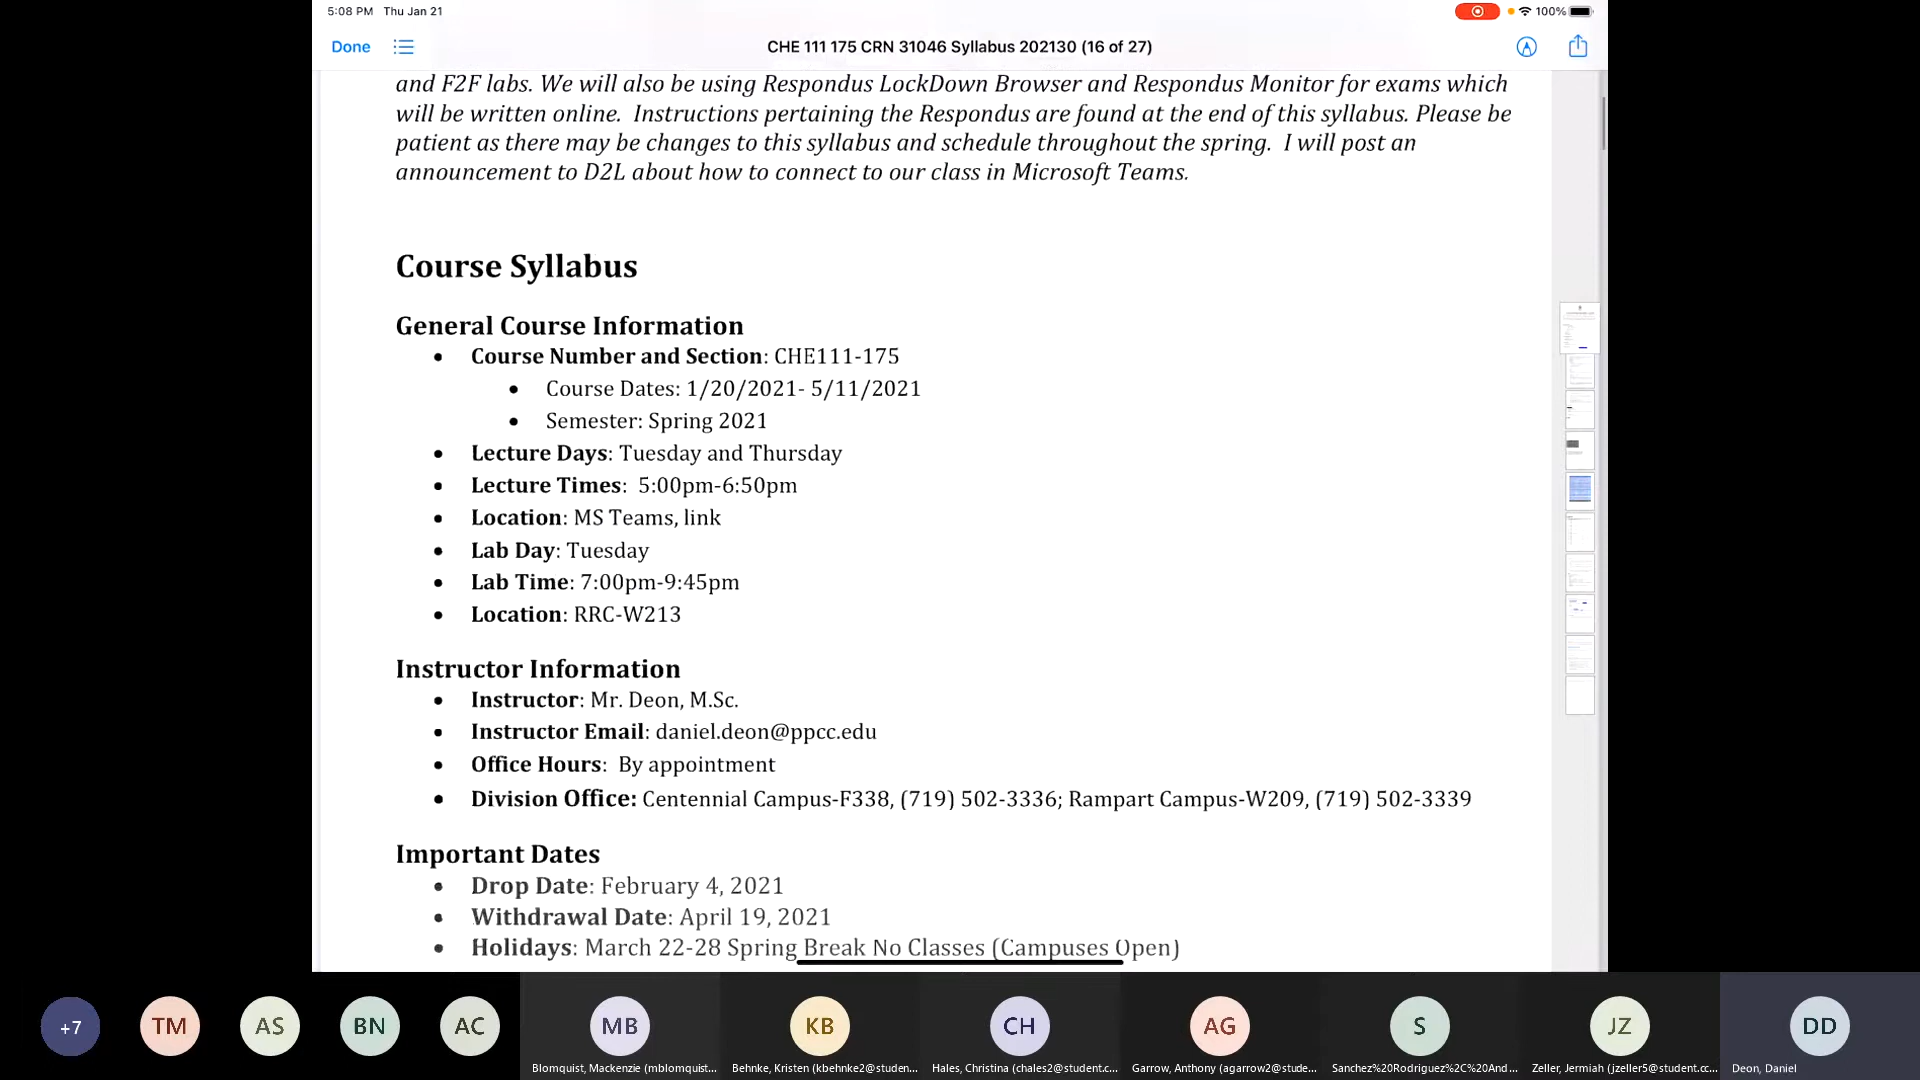 5:08 PM Thu Jan 21
100%
Done
CHE 111 175 CRN 31046 Syllabus 202130 (16 of 27)
and F2F labs. We will also be using Respondus LockDown Browser and Respondus Monitor for exams which
will be written online.  Instructions pertaining the Respondus are found at the end of this syllabus. Please be
patient as there may be changes to this syllabus and schedule throughout the spring.  I will post an
announcement to D2L about how to connect to our class in Microsoft Teams.
Course Syllabus
General Course Information
• Course Number and Section: CHE111-175
• Course Dates: 1/20/2021- 5/11/2021
• Semester: Spring 2021
• Lecture Days: Tuesday and Thursday
• Lecture Times:  5:00pm-6:50pm
• Location: MS Teams, link
• Lab Day: Tuesday
• Lab Time: 7:00pm-9:45pm
• Location: RRC-W213
Instructor Information
• Instructor: Mr. Deon, M.Sc.
• Instructor Email: daniel.deon@ppcc.edu
• Office Hours:  By appointment
• Division Office: Centennial Campus-F338, (719) 502-3336; Rampart Campus-W209, (719) 502-3339
Important Dates
• Drop Date: February 4, 2021
• Withdrawal Date: April 19, 2021
• Holidays: March 22-28 Spring Break No Classes (Campuses Open)
+7 TM AS BN AC MB KB CH AG S JZ DD
Blomquist, Mackenzie (mblomquist... Behnke, Kristen (kbehnke2@studen... Hales, Christina (chales2@student.c... Garrow, Anthony (agarrow2@stude... Sanchez%20Rodriguez%2C%20And... Zeller, Jermiah (jzeller5@student.cc... Deon, Daniel